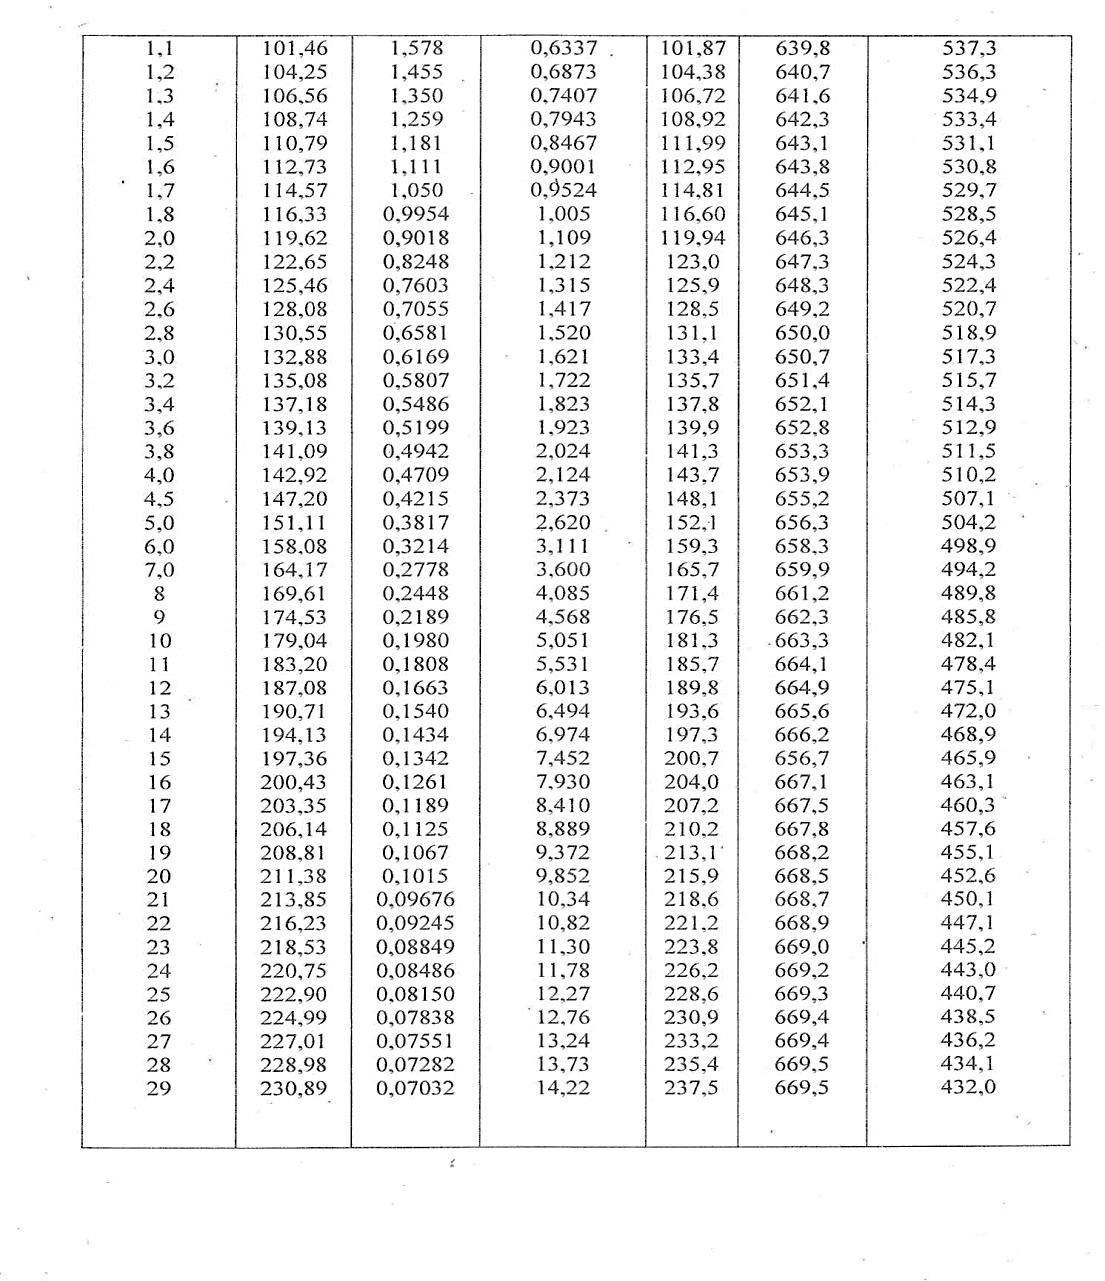 1,1 101,46 1,578 0,6337 101,87 639,8 537,3
1,2 104,25 1,455 0,6873 104,38 640,7 536,3
1,3 106,56 1,350 0,7407 106,72 641,6 534,9
1,4 108,74 1,259 0,7943 108,92 642,3 533,4
1,5 110,79 1,181 0,8467 111,99 643,1 531,1
1,6 112,73 1,111 0,9001 112,95 643,8 530,8
1,7 114,57 1,050 0,9524 114,81 644,5 529,7
1,8 116,33 0,9954 1,005 116,60 645,1 528,5
2,0 119,62 0,9018 1,109 119,94 646,3 526,4
2,2 122,65 0,8248 1,212 123,0 647,3 524,3
2,4 125,46 0,7603 1,315 125,9 648,3 522,4
2,6 128,08 0,7055 1,417 128,5 649,2 520,7
2,8 130,55 0,6581 1,520 131,1 650,0 518,9
3,0 132,88 0,6169 1,621 133,4 650,7 517,3
3,2 135,08 0,5807 1,722 135,7 651,4 515,7
3,4 137,18 0,5486 1,823 137,8 652,1 514,3
3,6 139,13 0,5199 1,923 139,9 652,8 512,9
3,8 141,09 0,4942 2,024 141,3 653,3 511,5
4,0 142,92 0,4709 2,124 143,7 653,9 510,2
4,5 147,20 0,4215 2,373 148,1 655,2 507,1
5,0 151,11 0,3817 2,620 152,1 656,3 504,2
6,0 158,08 0,3214 3,111 159,3 658,3 498,9
7,0 164,17 0,2778 3,600 165,7 659,9 494,2
8 169,61 0,2448 4,085 171,4 661,2 489,8
9 174,53 0,2189 4,568 176,5 662,3 485,8
10 179,04 0,1980 5,051 181,3 663,3 482,1
11 183,20 0,1808 5,531 185,7 664,1 478,4
12 187,08 0,1663 6,013 189,8 664,9 475,1
13 190,71 0,1540 6,494 193,6 665,6 472,0
14 194,13 0,1434 6,974 197,3 666,2 468,9
15 197,36 0,1342 7,452 200,7 656,7 465,9
16 200,43 0,1261 7,930 204,0 667,1 463,1
17 203,35 0,1189 8,410 207,2 667,5 460,3
18 206,14 0,1125 8,889 210,2 667,8 457,6
19 208,81 0,1067 9,372 213,1 668,2 455,1
20 211,38 0,1015 9,852 215,9 668,5 452,6
21 213,85 0,09676 10,34 218,6 668,7 450,1
22 216,23 0,09245 10,82 221,2 668,9 447,1
23 218,53 0,08849 11,30 223,8 669,0 445,2
24 220,75 0,08486 11,78 226,2 669,2 443,0
25 222,90 0,08150 12,27 228,6 669,3 440,7
26 224,99 0,07838 12,76 230,9 669,4 438,5
27 227,01 0,07551 13,24 233,2 669,4 436,2
28 228,98 0,07282 13,73 235,4 669,5 434,1
29 230,89 0,07032 14,22 237,5 669,5 432,0